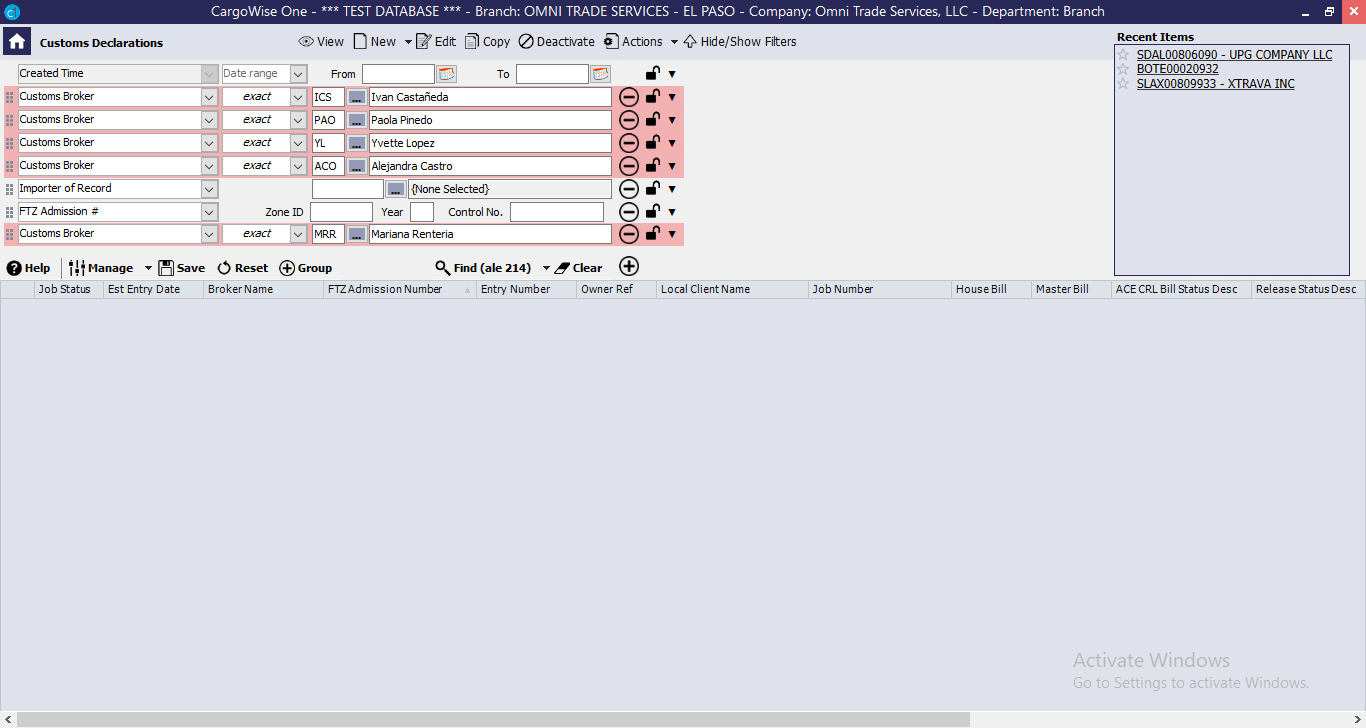 CargoWise One - *** TEST DATABASE *** - Branch: OMNI TRADE SERVICES - EL PASO - Company: Omni Trade Services, LLC - Department: Branch
Customs Declarations View New Edit Copy Deactivate Actions Hide/Show Filters
Recent Items
SDAL00806090 - UPG COMPANY LLC
BOTE00020932
SLAX00809933 - XTRAVA INC
Created Time Date range From To
Customs Broker exact ICS ... Ivan Castañeda
Customs Broker exact PAO ... Paola Pinedo
Customs Broker exact YL ... Yvette Lopez
Customs Broker exact ACO ... Alejandra Castro
Importer of Record ... {None Selected}
FTZ Admission # Zone ID Year Control No.
Customs Broker exact MRR ... Mariana Renteria
Help Manage Save Reset Group Find (ale 214) Clear
Job Status Est Entry Date Broker Name FTZ Admission Number Entry Number Owner Ref Local Client Name Job Number House Bill Master Bill ACE CRL Bill Status Desc Release Status Desc
Activate Windows
Go to Settings to activate Windows.